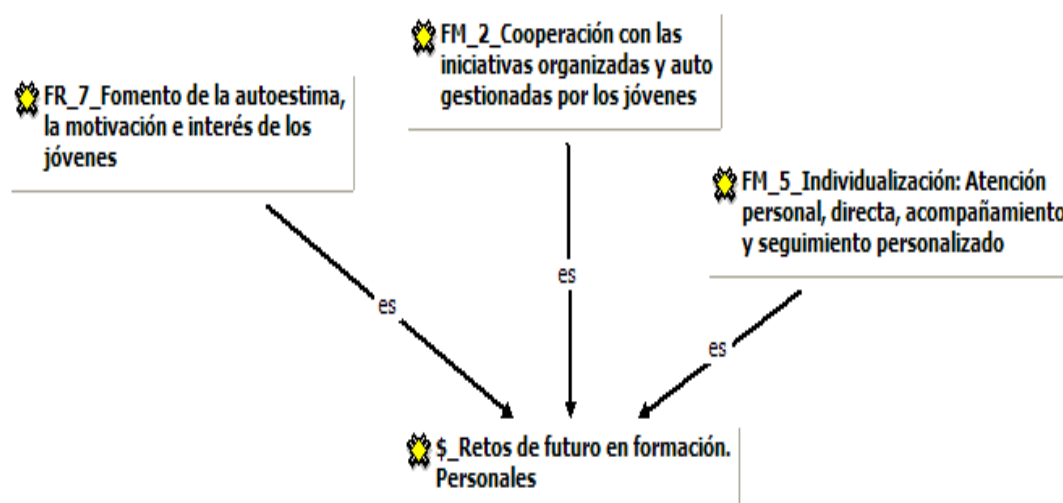 FM_2_Cooperación con las
iniciativas organizadas y auto
gestionadas por los jóvenes
FR_7_Fomento de la autoestima,
la motivación e interés de los
jóvenes
FM_5_Individualización: Atención
personal, directa, acompañamiento
y seguimiento personalizado
es
es
es
$_Retos de futuro en formación.
Personales